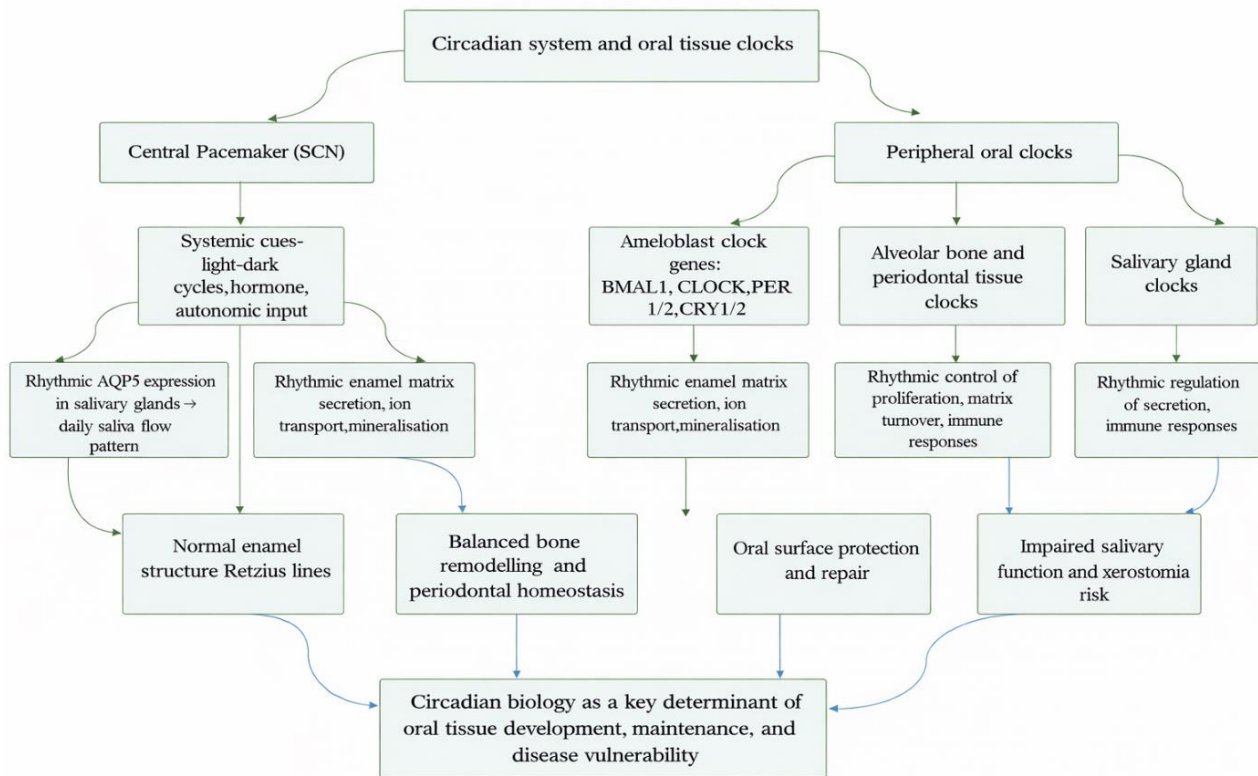 Circadian system and oral tissue clocks
Central Pacemaker (SCN)
Peripheral oral clocks
Systemic cues-
light-dark
cycles,hormone,
autonomic input
Ameloblast clock
genes:
BMAL1, CLOCK,PER
1/2,CRY1/2
Alveolar bone and
periodontal tissue
clocks
Salivary gland
clocks
Rhythmic AQP5 expression
in salivary glands →
daily saliva flow
pattern
Rhythmic enamel matrix
secretion, ion
transport,mineralisation
Rhythmic enamel matrix
secretion, ion
transport,mineralisation
Rhythmic control of
proliferation, matrix
turnover, immune
responses
Rhythmic regulation
of secretion,
immune responses
Normal enamel
structure Retzius lines
Balanced bone
remodelling and
periodontal homeostasis
Oral surface protection
and repair
Impaired salivary
function and xerostomia
risk
Circadian biology as a key determinant of
oral tissue development, maintenance, and
disease vulnerability